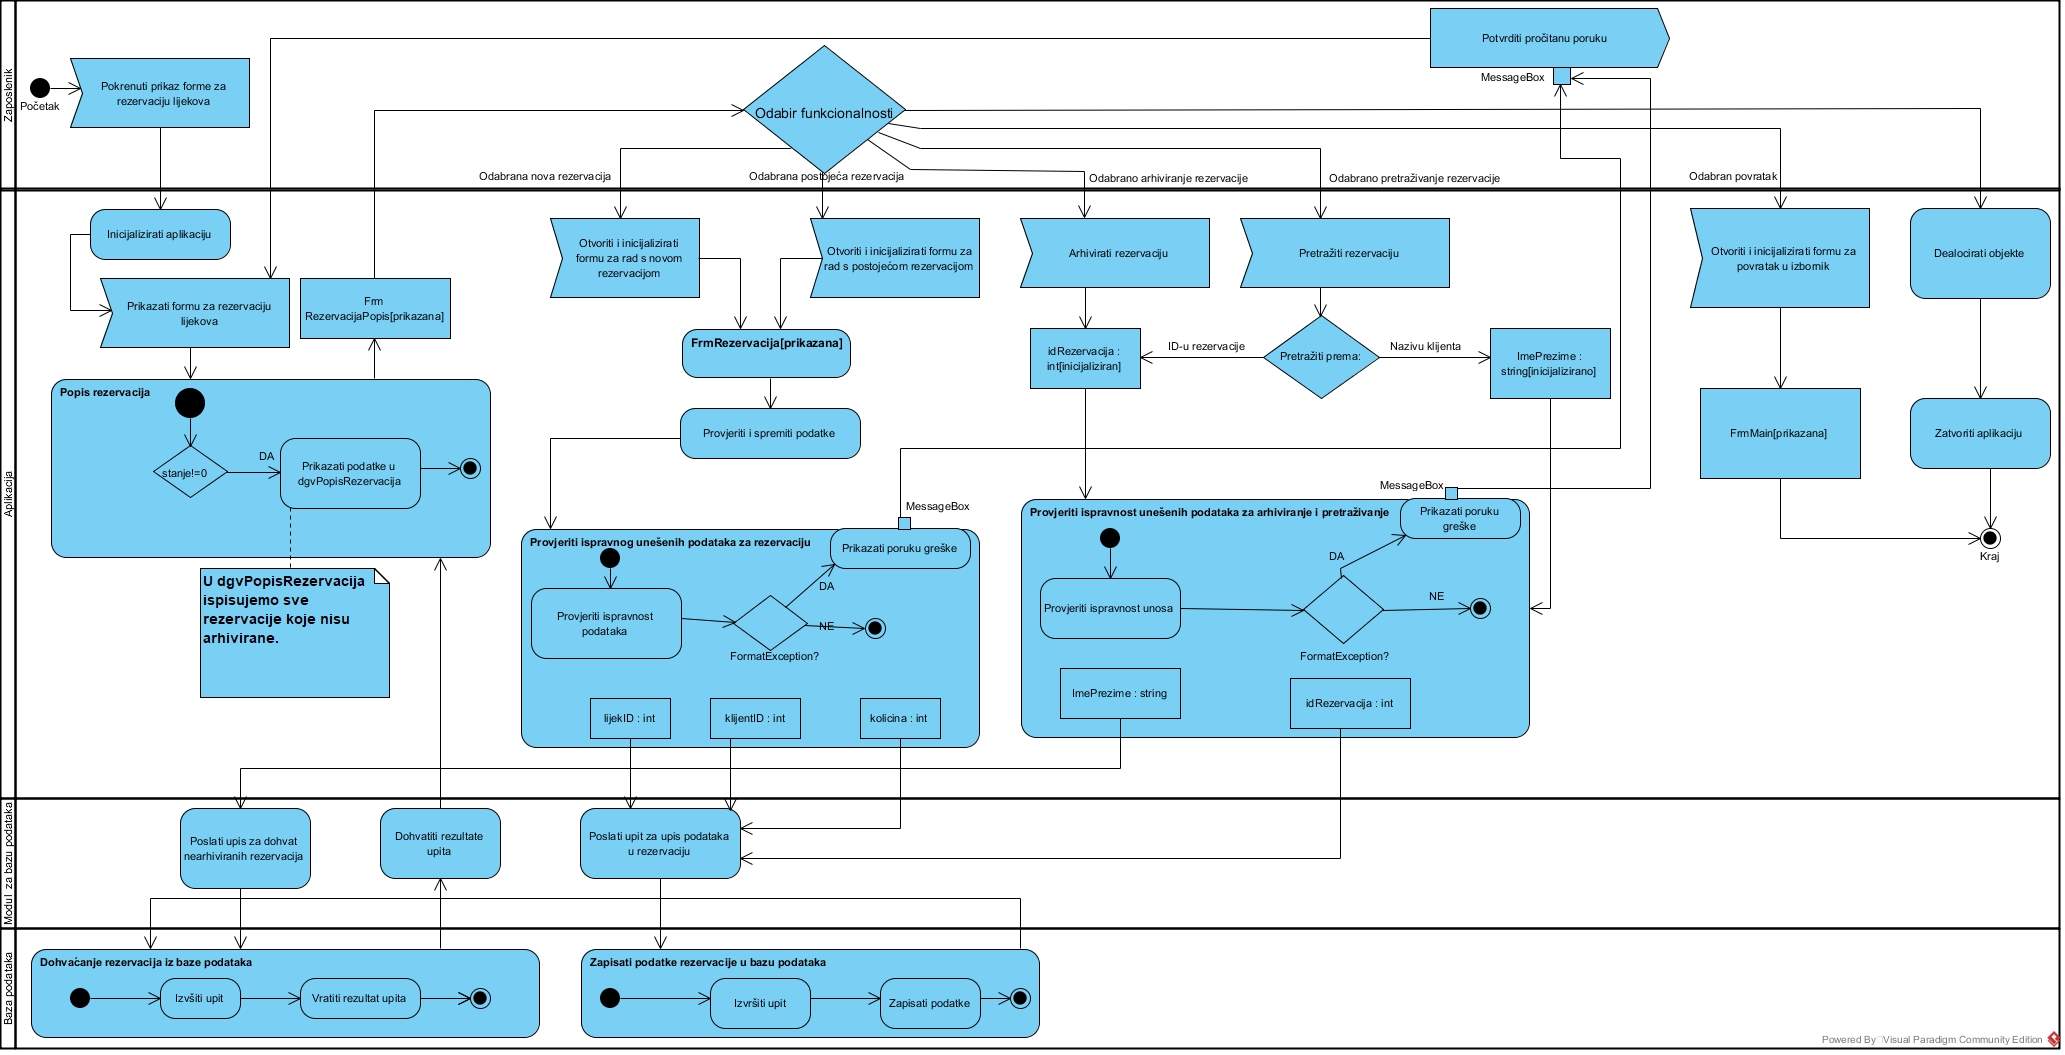 Zaposlenik
Početak
Pokrenuti prikaz forme za
rezervaciju lijekova
Odabir funkcionalnosti
Potvrditi pročitanu poruku
MessageBox
Odabrana nova rezervacija
Odabrana postojeća rezervacija
Odabrano arhiviranje rezervacije
Odabrano pretraživanje rezervacije
Odabran povratak
Aplikacija
Inicijalizirati aplikaciju
Prikazati formu za rezervaciju
lijekova
Frm
RezervacijaPopis[prikazana]
Otvoriti i inicijalizirati
formu za rad s novom
rezervacijom
Otvoriti i inicijalizirati formu za
rad s postojećom rezervacijom
Arhivirati rezervaciju
Pretražiti rezervaciju
Otvoriti i inicijalizirati formu za
povratak u izbornik
Dealocirati objekte
FrmRezervacija[prikazana]
idRezervacija :
int[inicijaliziran]
ID-u rezervacije
Pretražiti prema:
Nazivu klijenta
ImePrezime :
string[inicijalizirano]
Popis rezervacija
stanje!=0
DA
Prikazati podatke u
dgvPopisRezervacija
Provjeriti i spremiti podatke
FrmMain[prikazana]
Zatvoriti aplikaciju
Kraj
U dgvPopisRezervacija
ispisujemo sve
rezervacije koje nisu
arhivirane.
MessageBox
Provjeriti ispravnog unešenih podataka za rezervaciju
Prikazati poruku greške
Provjeriti ispravnost
podataka
DA
NE
FormatException?
lijekID : int
klijentID : int
kolicina : int
MessageBox
Provjeriti ispravnost unešenih podataka za arhiviranje i pretraživanje
Prikazati poruku
greške
Provjeriti ispravnost unosa
DA
NE
FormatException?
ImePrezime : string
idRezervacija : int
Modul za bazu podataka
Poslati upis za dohvat
nearhiviranih rezervacija
Dohvatiti rezultate
upita
Poslati upit za upis podataka
u rezervaciju
Baza podataka
Dohvaćanje rezervacija iz baze podataka
Izvšiti upit
Vratiti rezultat upita
Zapisati podatke rezervacije u bazu podataka
Izvršiti upit
Zapisati podatke
Powered By Visual Paradigm Community Edition